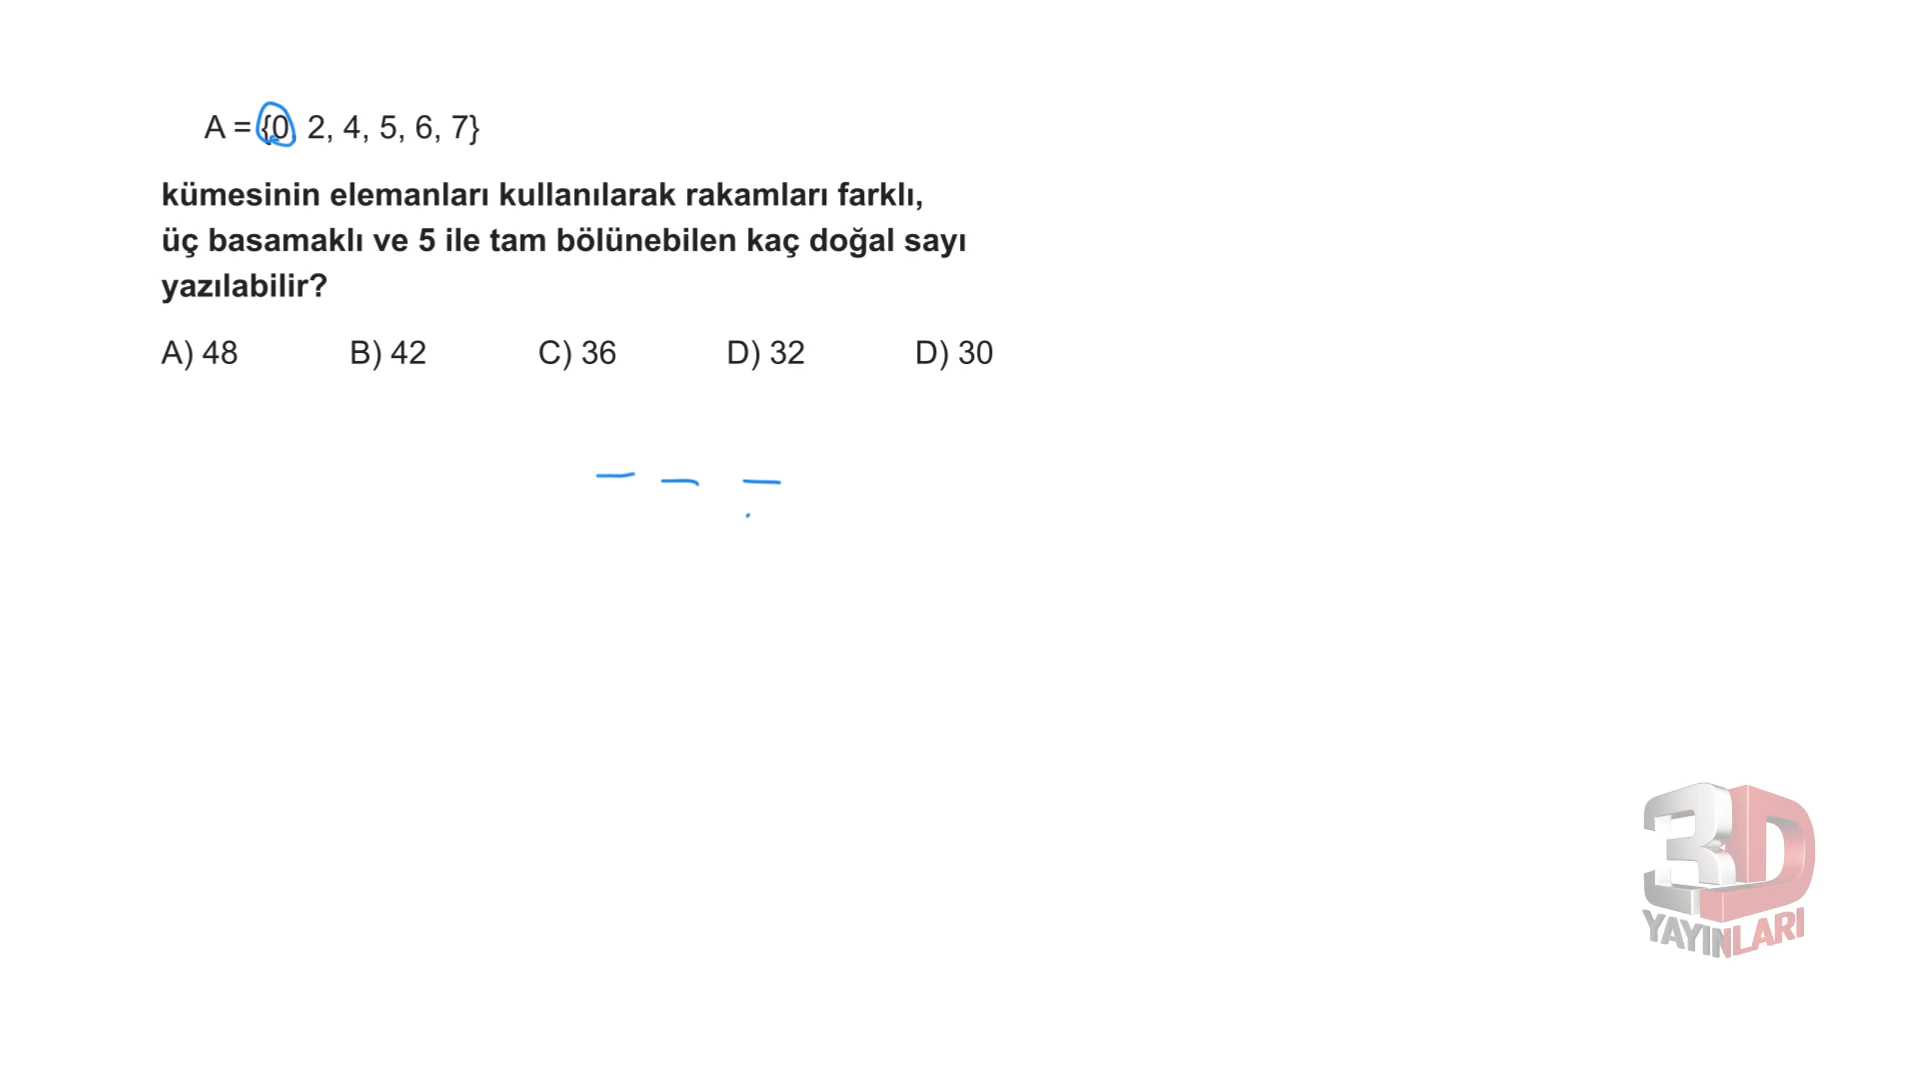 A = {0, 2, 4, 5, 6, 7}
kümesinin elemanları kullanılarak rakamları farklı,
üç basamaklı ve 5 ile tam bölünebilen kaç doğal sayı
yazılabilir?
A) 48 B) 42 C) 36 D) 32 D) 30
3D
YAYINLARI